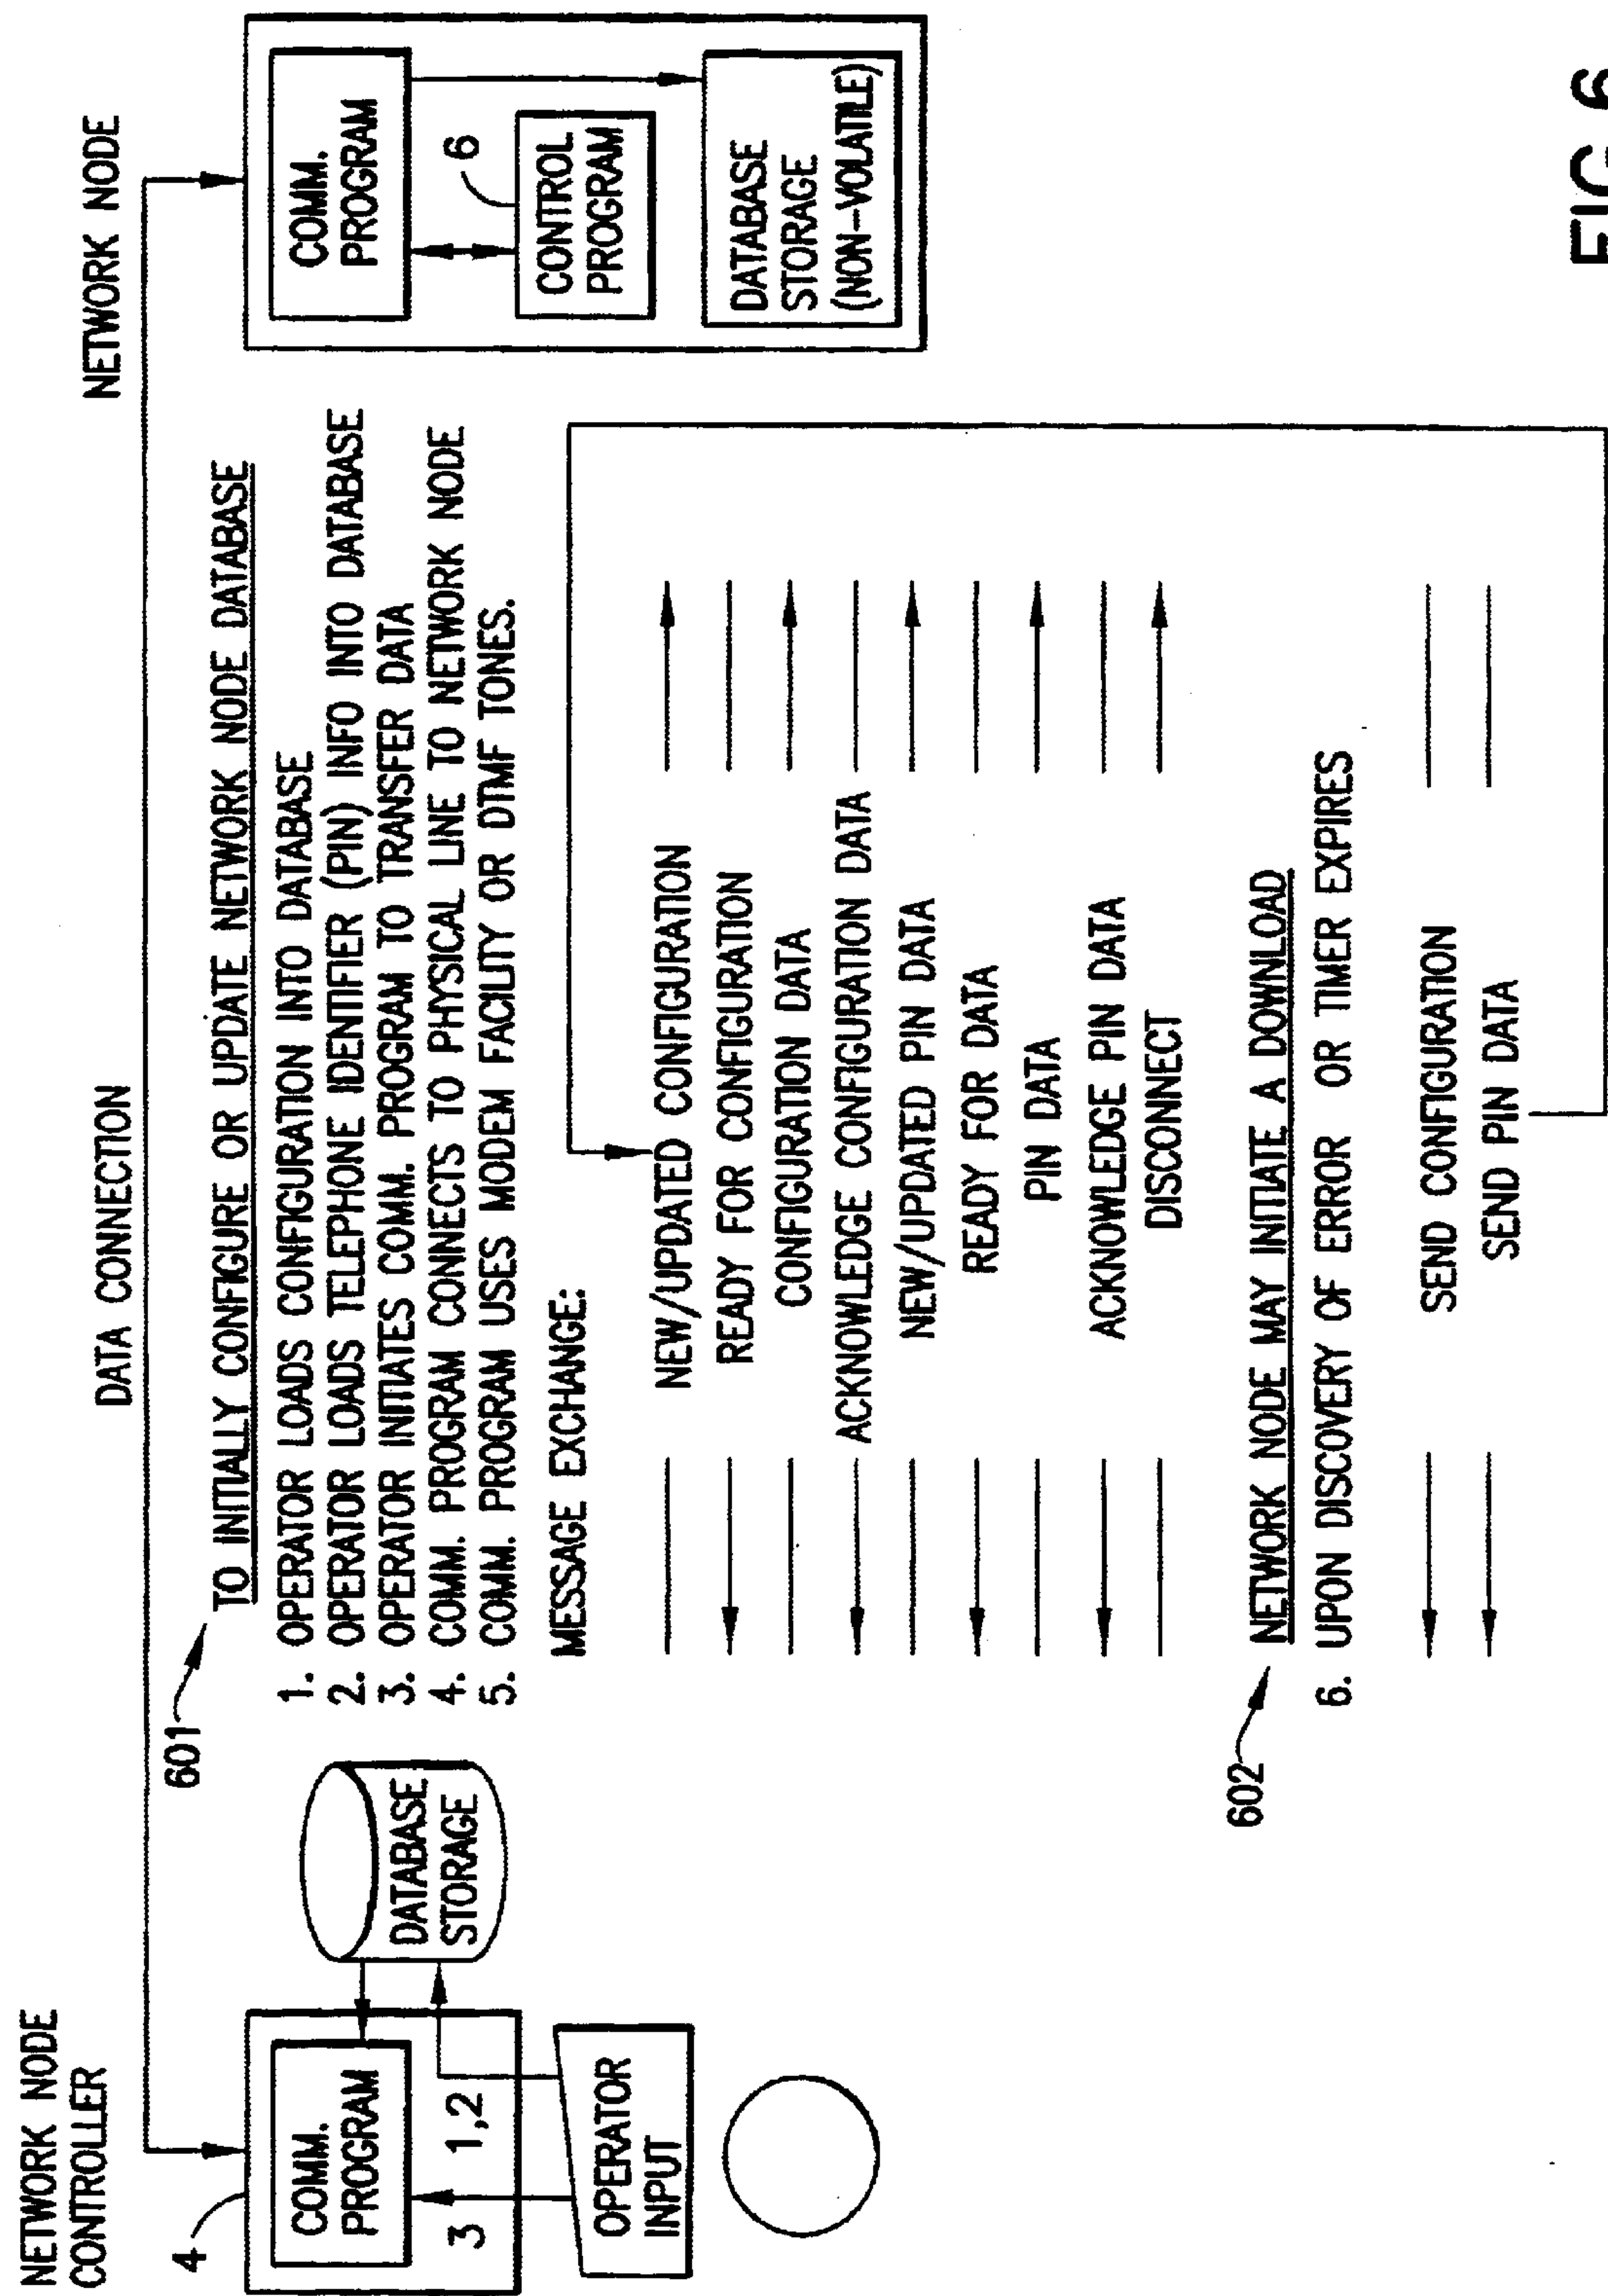 NETWORK NODE
CONTROLLER
DATA CONNECTION
NETWORK NODE
4
COMM.
PROGRAM
3
1,2
OPERATOR
INPUT
DATABASE
STORAGE
601
TO INITIALLY CONFIGURE OR UPDATE NETWORK NODE DATABASE
1. OPERATOR LOADS CONFIGURATION INTO DATABASE
2. OPERATOR LOADS TELEPHONE IDENTIFIER (PIN) INFO INTO DATABASE
3. OPERATOR INITIATES COMM. PROGRAM TO TRANSFER DATA
4. COMM. PROGRAM CONNECTS TO PHYSICAL LINE TO NETWORK NODE
5. COMM. PROGRAM USES MODEM FACILITY OR DTMF TONES.
MESSAGE EXCHANGE:
NEW/UPDATED CONFIGURATION
READY FOR CONFIGURATION
CONFIGURATION DATA
ACKNOWLEDGE CONFIGURATION DATA
NEW/UPDATED PIN DATA
READY FOR DATA
PIN DATA
ACKNOWLEDGE PIN DATA
DISCONNECT
602
NETWORK NODE MAY INITIATE A DOWNLOAD
6. UPON DISCOVERY OF ERROR OR TIMER EXPIRES
SEND CONFIGURATION
SEND PIN DATA
COMM.
PROGRAM
6
CONTROL
PROGRAM
DATABASE
STORAGE
(NON-VOLATILE)
FIG. 6